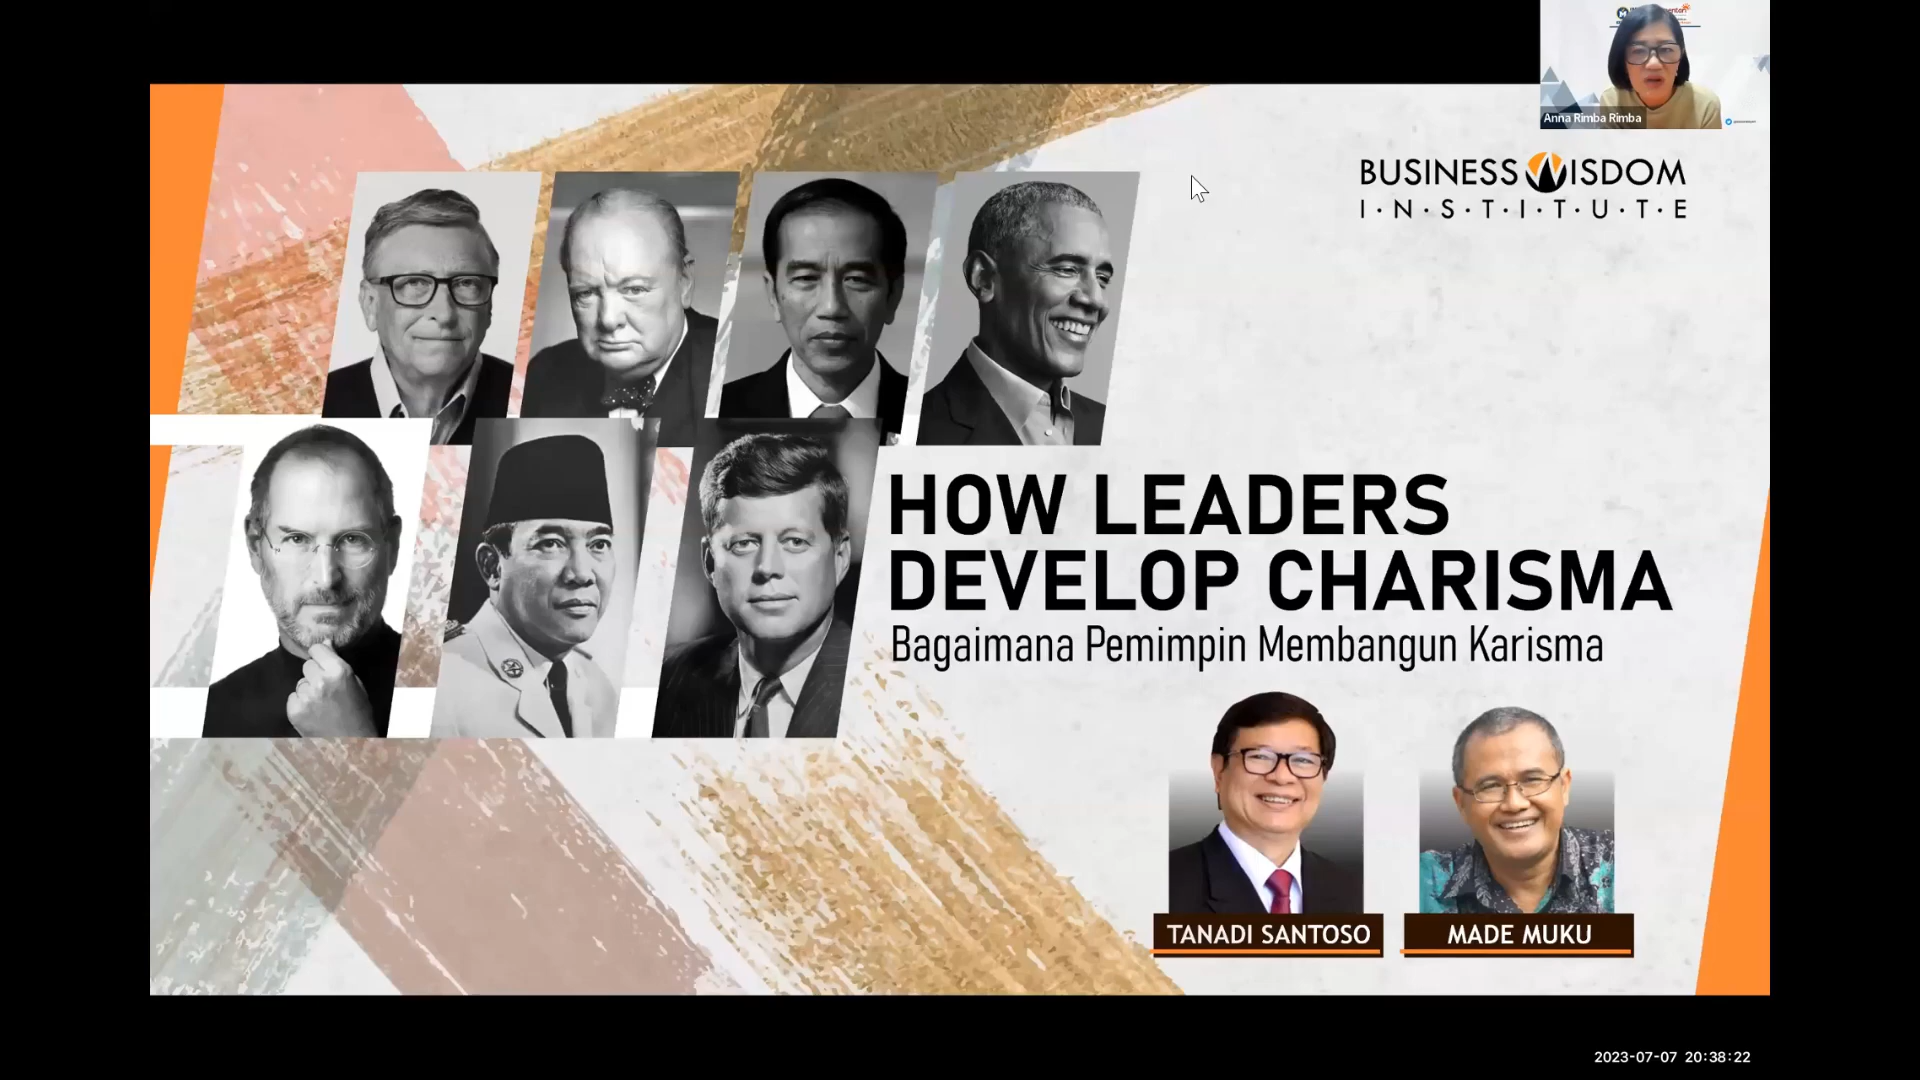 Anna Rimba Rimba
BUSINESS WISDOM
I·N·S·T·I·T·U·T·E
HOW LEADERS
DEVELOP CHARISMA
Bagaimana Pemimpin Membangun Karisma
TANADI SANTOSO
MADE MUKU
2023-07-07 20:38:22